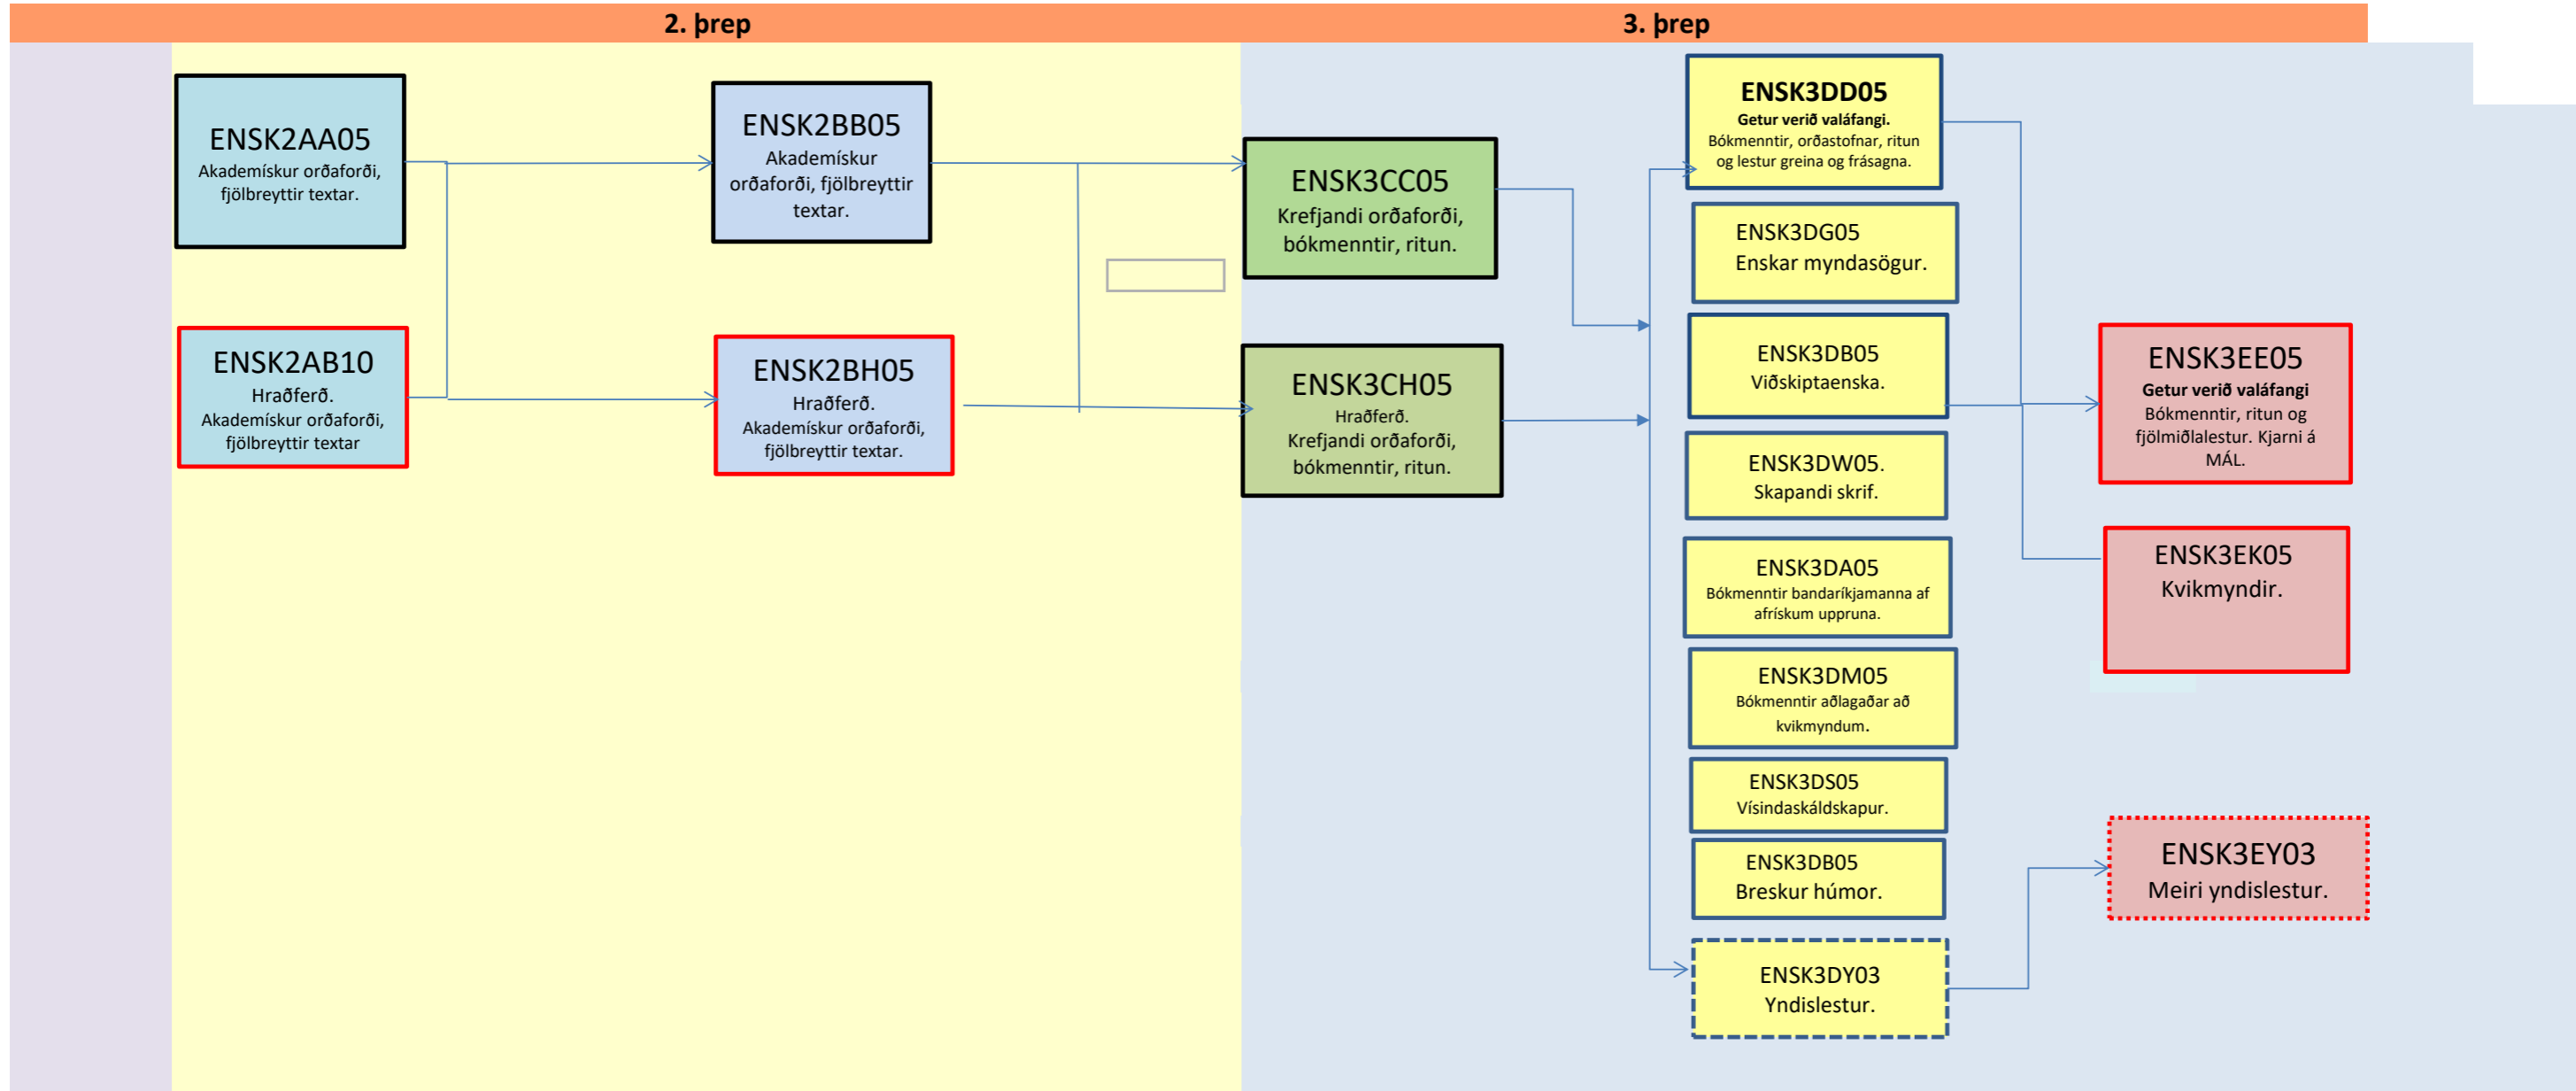 2. þrep
3. þrep
ENSK2AA05
Akademískur orðaforði,
fjölbreyttir textar.
ENSK2AB10
Hraðferð.
Akademískur orðaforði,
fjölbreyttir textar
ENSK2BB05
Akademískur
orðaforði, fjölbreyttir
textar.
ENSK2BH05
Hraðferð.
Akademískur orðaforði,
fjölbreyttir textar.
ENSK3CC05
Krefjandi orðaforði,
bókmenntir, ritun.
ENSK3CH05
Hraðferð.
Krefjandi orðaforði,
bókmenntir, ritun.
ENSK3DD05
Getur verið valáfangi.
Bókmenntir, orðastofnar, ritun
og lestur greina og frásagna.
ENSK3DG05
Enskar myndasögur.
ENSK3DB05
Viðskiptaenska.
ENSK3DW05.
Skapandi skrif.
ENSK3DA05
Bókmenntir bandaríkjamanna af
afrískum uppruna.
ENSK3DM05
Bókmenntir aðlagaðar að
kvikmyndum.
ENSK3DS05
Vísindaskáldskapur.
ENSK3DB05
Breskur húmor.
ENSK3DY03
Yndislestur.
ENSK3EE05
Getur verið valáfangi
Bókmenntir, ritun og
fjölmiðlalestur. Kjarni á
MÁL.
ENSK3EK05
Kvikmyndir.
ENSK3EY03
Meiri yndislestur.